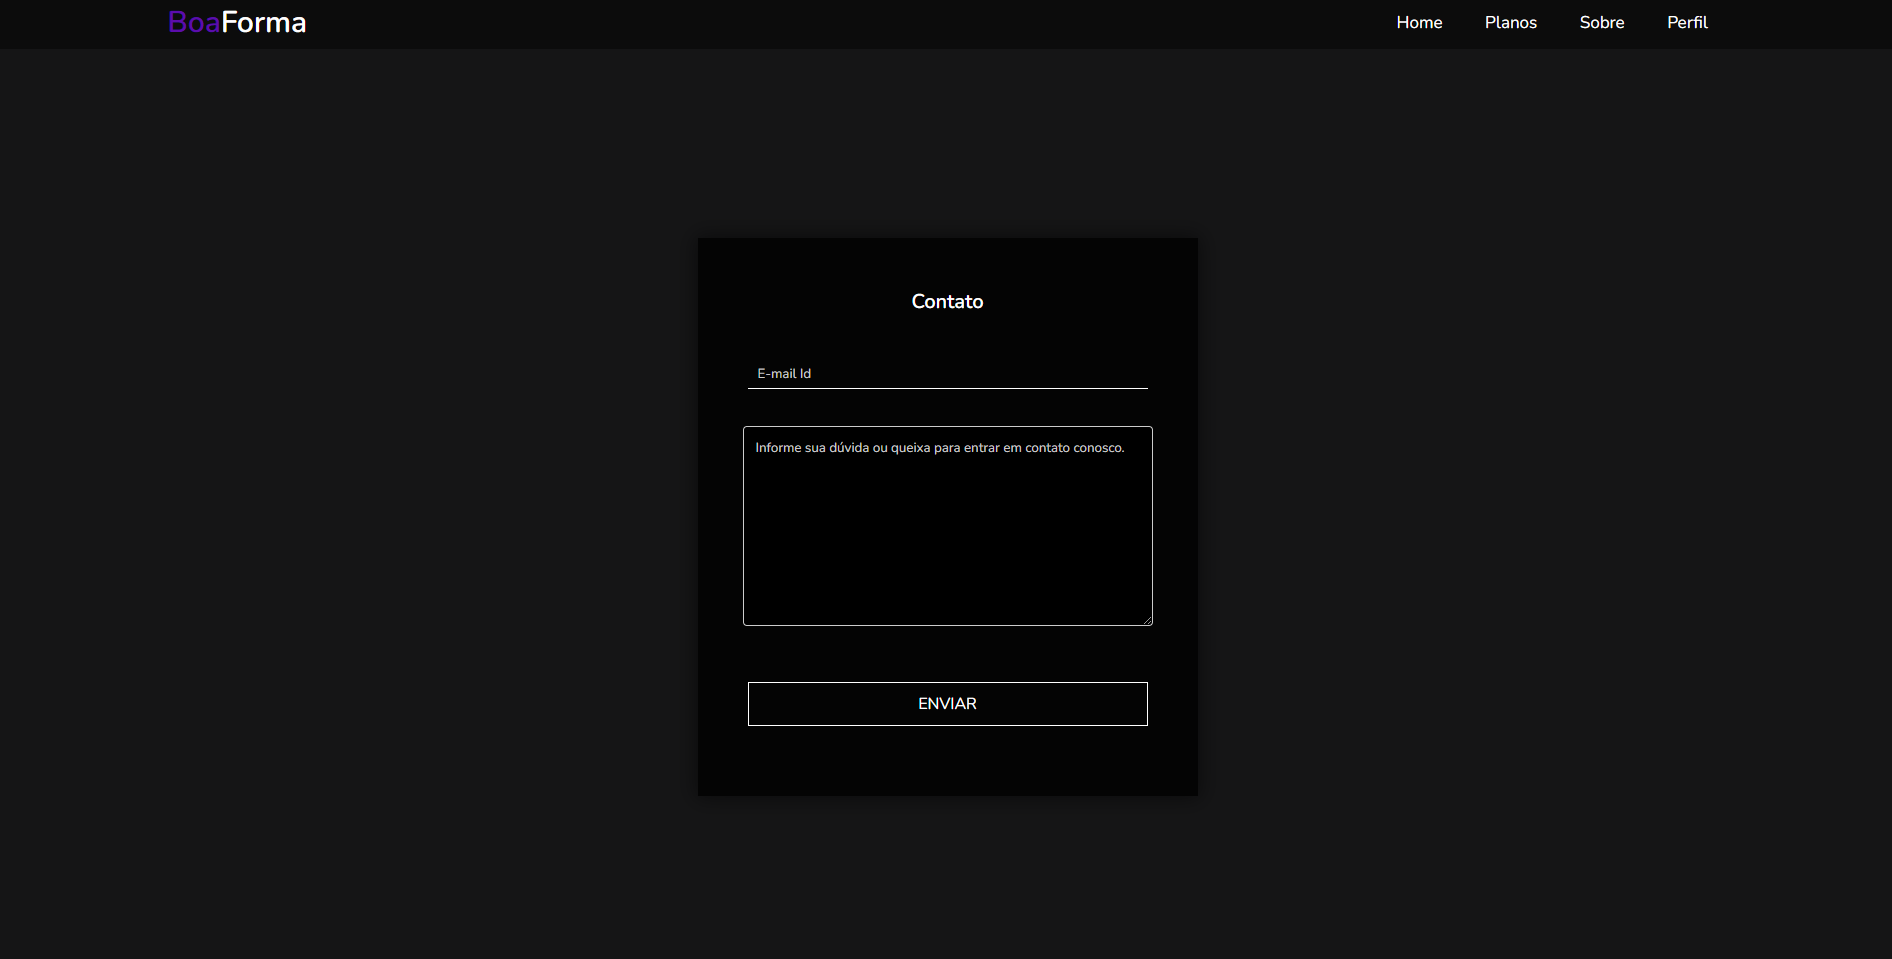 BoaForma Home Planos Sobre Perfil
Contato
E-mail Id
Informe sua dúvida ou queixa para entrar em contato conosco.
ENVIAR